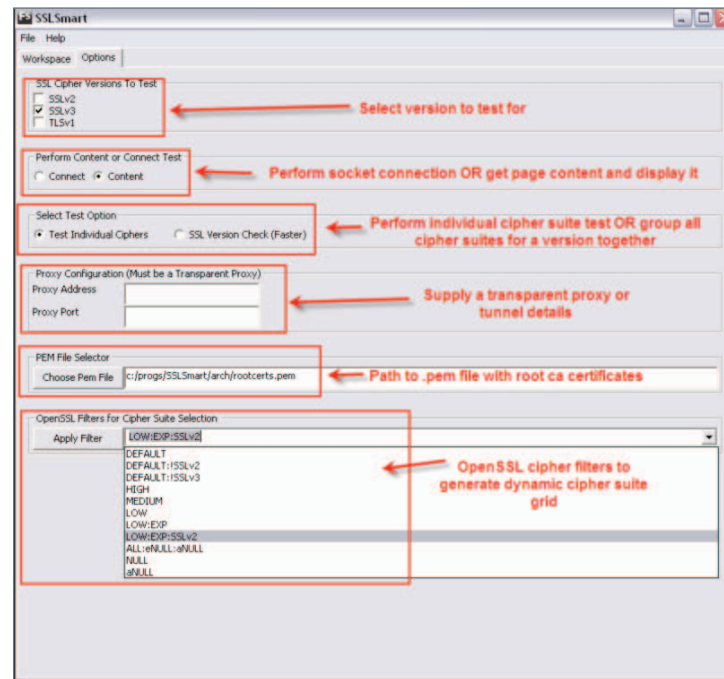 SSLSmart
File Help
Workspace Options
SSL Cipher Versions To Test
SSLv2
SSLv3
TLSv1
Select version to test for
Perform Content or Connect Test
Connect Content
Perform socket connection OR get page content and display it
Select Test Option
Test Individual Ciphers SSL Version Check (Faster)
Perform individual cipher suite test OR group all
cipher suites for a version together
Proxy Configuration (Must be a Transparent Proxy)
Proxy Address
Proxy Port
Supply a transparent proxy or
tunnel details
PEM File Selector
Choose Pem File c:/progs/SSLSmart/arch/rootcerts.pem
Path to .pem file with root ca certificates
OpenSSL Filters for Cipher Suite Selection
Apply Filter LOW:EXP:SSLv2
DEFAULT
DEFAULT:!SSLv2
DEFAULT:!SSLv3
HIGH
MEDIUM
LOW
LOW:EXP
LOW:EXP:SSLv2
ALL:eNULL:aNULL
NULL
aNULL
OpenSSL cipher filters to
generate dynamic cipher suite
grid